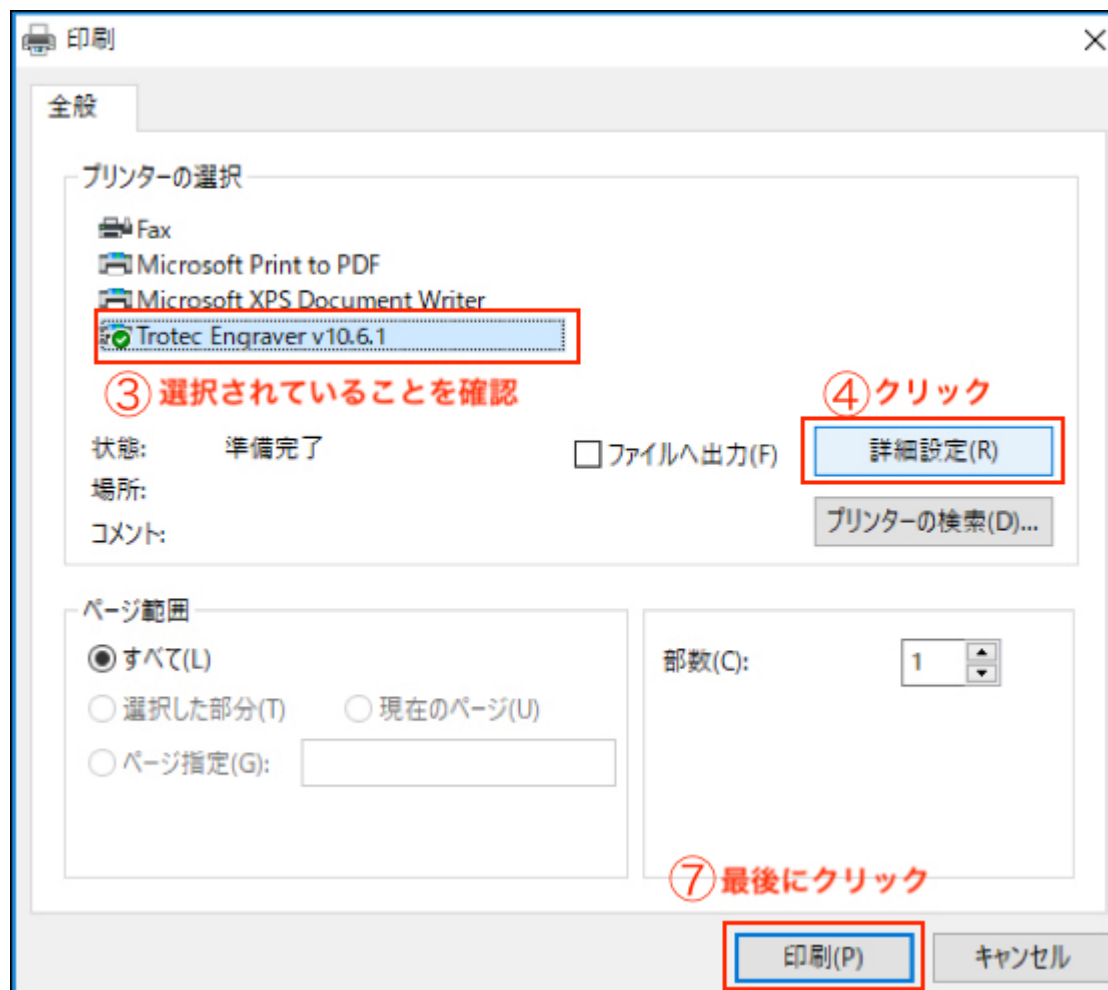 印刷
全般
プリンターの選択
Fax
Microsoft Print to PDF
Microsoft XPS Document Writer
Trotec Engraver v10.6.1
③選択されていることを確認
④クリック
状態: 準備完了
ファイルへ出力(F)
詳細設定(R)
場所:
コメント:
プリンターの検索(D)...
ページ範囲
すべて(L)
選択した部分(T)
現在のページ(U)
ページ指定(G):
部数(C): 1
⑦最後にクリック
印刷(P)
キャンセル